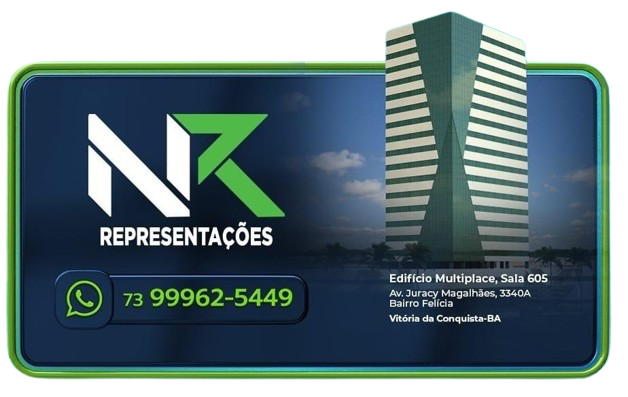 NR
REPRESENTAÇÕES
73 99962-5449
Edifício Multiplace, Sala 605
Av. Juracy Magalhães, 3340A
Bairro Felícia
Vitória da Conquista-BA